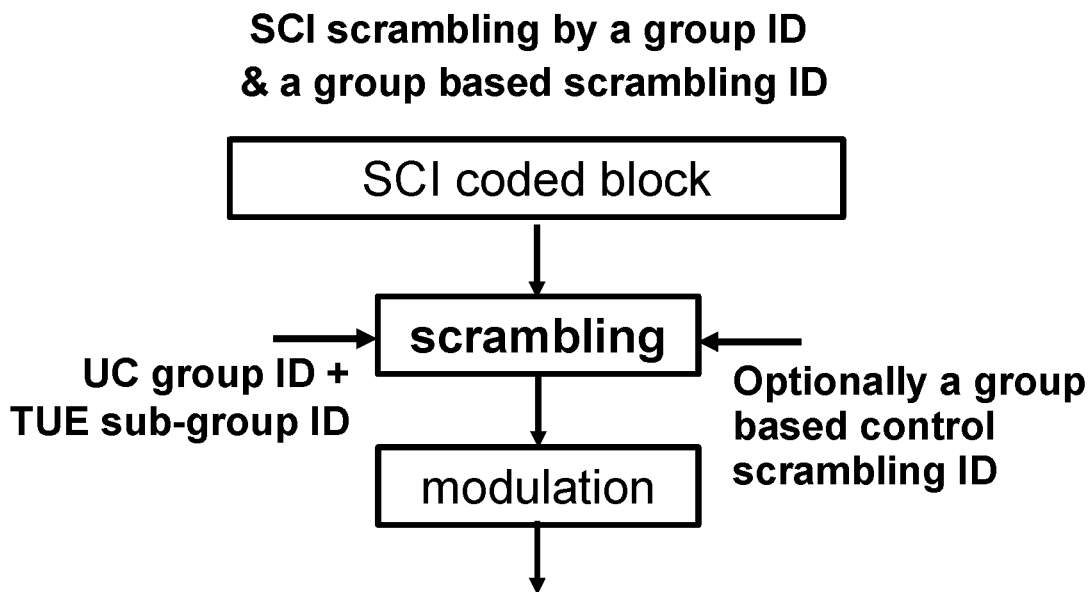 SCI scrambling by a group ID
& a group based scrambling ID
SCI coded block
scrambling
UC group ID +
TUE sub-group ID
Optionally a group
based control
scrambling ID
modulation